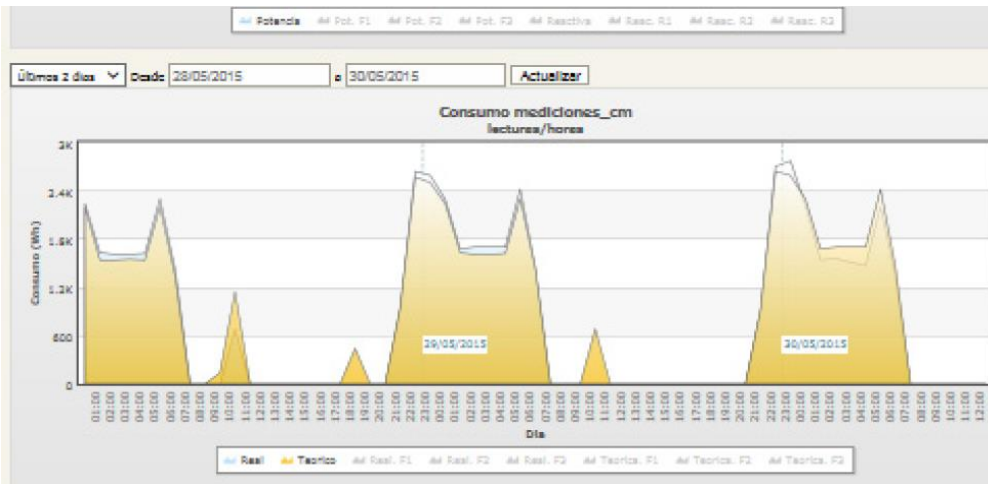 Potencia Pot. F1 Pot. F2 Pot. F3 Reactiva Reac. R1 Reac. R2 Reac. R3
Últimos 2 dias Desde 28/05/2015 a 30/05/2015 Actualizar
Consumo mediciones_cm
lecturas/horas
3K
2.4K
1.8K
1.2K
600
0
Consumo (Wh)
29/05/2015 30/05/2015
01:00 02:00 03:00 04:00 05:00 06:00 07:00 08:00 09:00 10:00 11:00 12:00 13:00 14:00 15:00 16:00 17:00 18:00 19:00 20:00 21:00 22:00 23:00 00:00 01:00 02:00 03:00 04:00 05:00 06:00 07:00 08:00 09:00 10:00 11:00 12:00 13:00 14:00 15:00 16:00 17:00 18:00 19:00 20:00 21:00 22:00 23:00 00:00 01:00 02:00 03:00 04:00 05:00 06:00 07:00 08:00 09:00 10:00 11:00 12:00
Dia
Real Teorico Real. F1 Real. F2 Real. F3 Teorica. F1 Teorica. F2 Teorica. F3